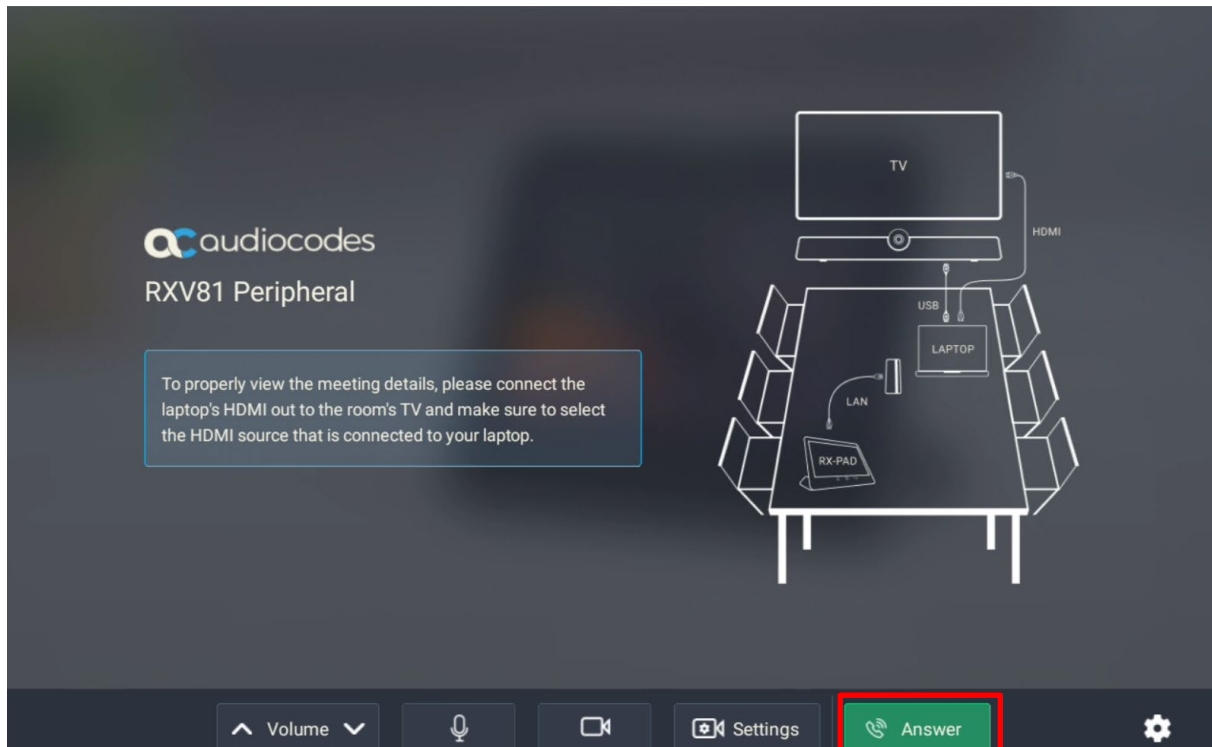 audiocodes
RXV81 Peripheral
To properly view the meeting details, please connect the
laptop's HDMI out to the room's TV and make sure to select
the HDMI source that is connected to your laptop.
TV
HDMI
USB
LAPTOP
LAN
RX-PAD
Volume
Settings
Answer